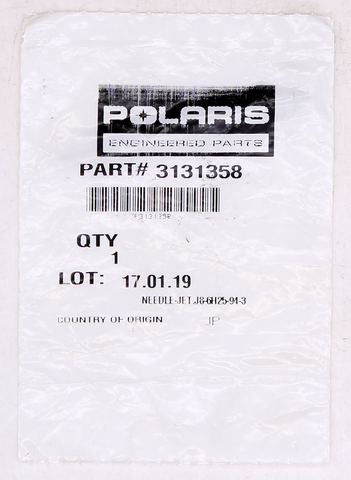 POLARIS
ENGINEERED PARTS
PART# 3131358
P3131358
QTY
1
LOT: 17.01.19
NEEDLE-JET,J8-6H25-94-3
COUNTRY OF ORIGIN JP